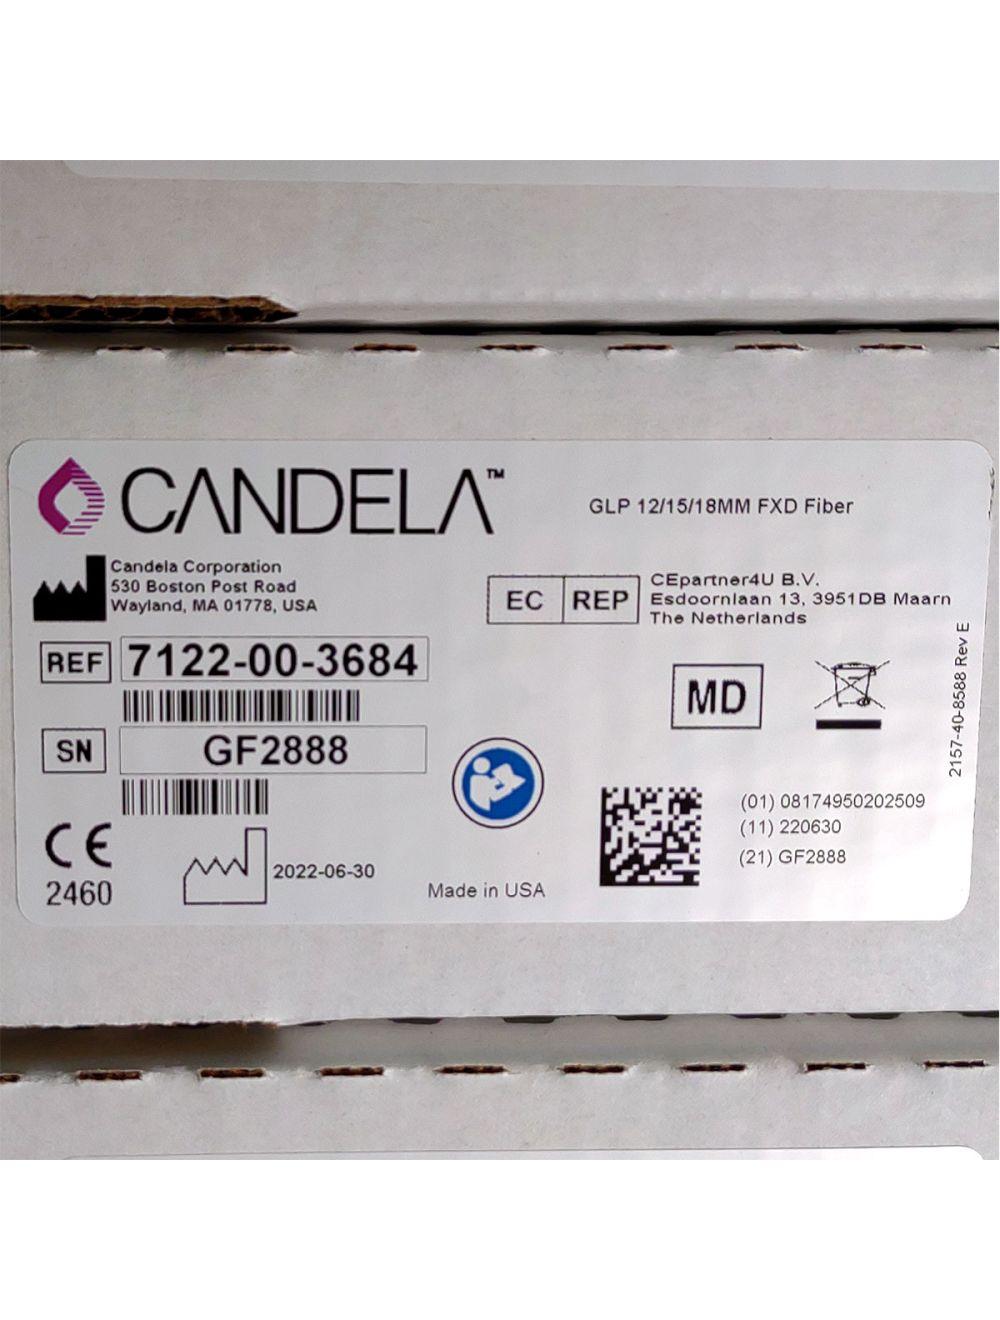 CANDELA™
GLP 12/15/18MM FXD Fiber
Candela Corporation
530 Boston Post Road
Wayland, MA 01778, USA
EC REP
CEpartner4U B.V.
Esdoornlaan 13, 3951DB Maarn
The Netherlands
REF 7122-00-3684
MD
SN GF2888
2157-40-8588 Rev E
(01) 08174950202509
(11) 220630
(21) GF2888
CE
2460
2022-06-30
Made in USA